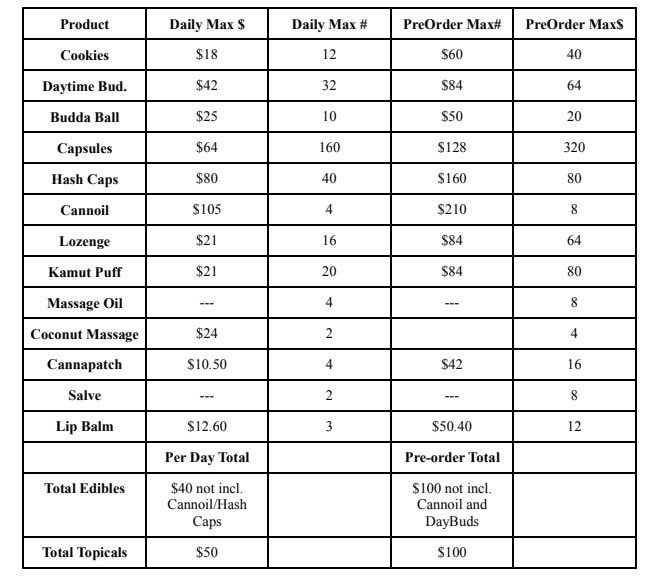 Product Daily Max $ Daily Max # PreOrder Max# PreOrder Max$
Cookies $18 12 $60 40
Daytime Bud. $42 32 $84 64
Budda Ball $25 10 $50 20
Capsules $64 160 $128 320
Hash Caps $80 40 $160 80
Cannoil $105 4 $210 8
Lozenge $21 16 $84 64
Kamut Puff $21 20 $84 80
Massage Oil --- 4 --- 8
Coconut Massage $24 2 4
Cannapatch $10.50 4 $42 16
Salve --- 2 --- 8
Lip Balm $12.60 3 $50.40 12
Per Day Total Pre-order Total
Total Edibles $40 not incl. $100 not incl.
Cannoil/Hash Cannoil and
Caps DayBuds
Total Topicals $50 $100